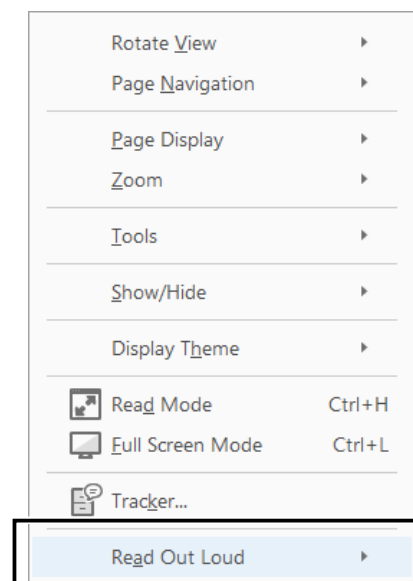 Rotate View
Page Navigation
Page Display
Zoom
Tools
Show/Hide
Display Theme
Read Mode Ctrl+H
Full Screen Mode Ctrl+L
Tracker...
Read Out Loud